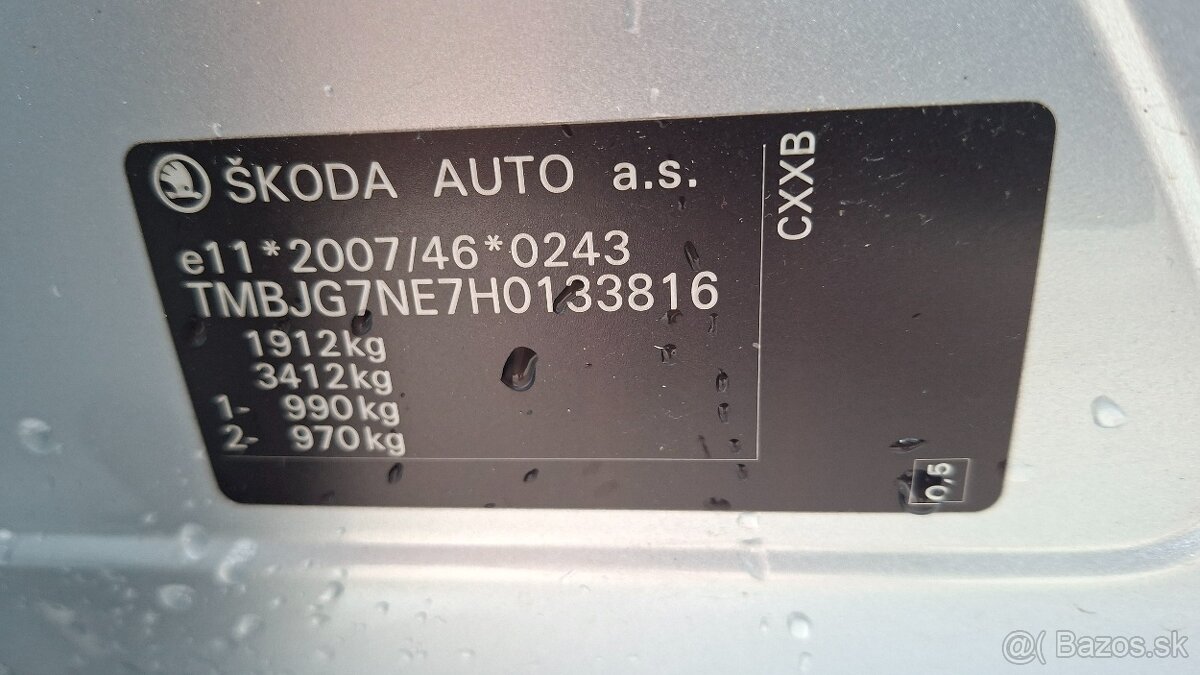 ŠKODA AUTO a.s.
e11*2007/46*0243
TMBJG7NE7H0133816
1912kg
3412kg
1- 990kg
2- 970kg
CXXB
0,5
@( Bazos.sk